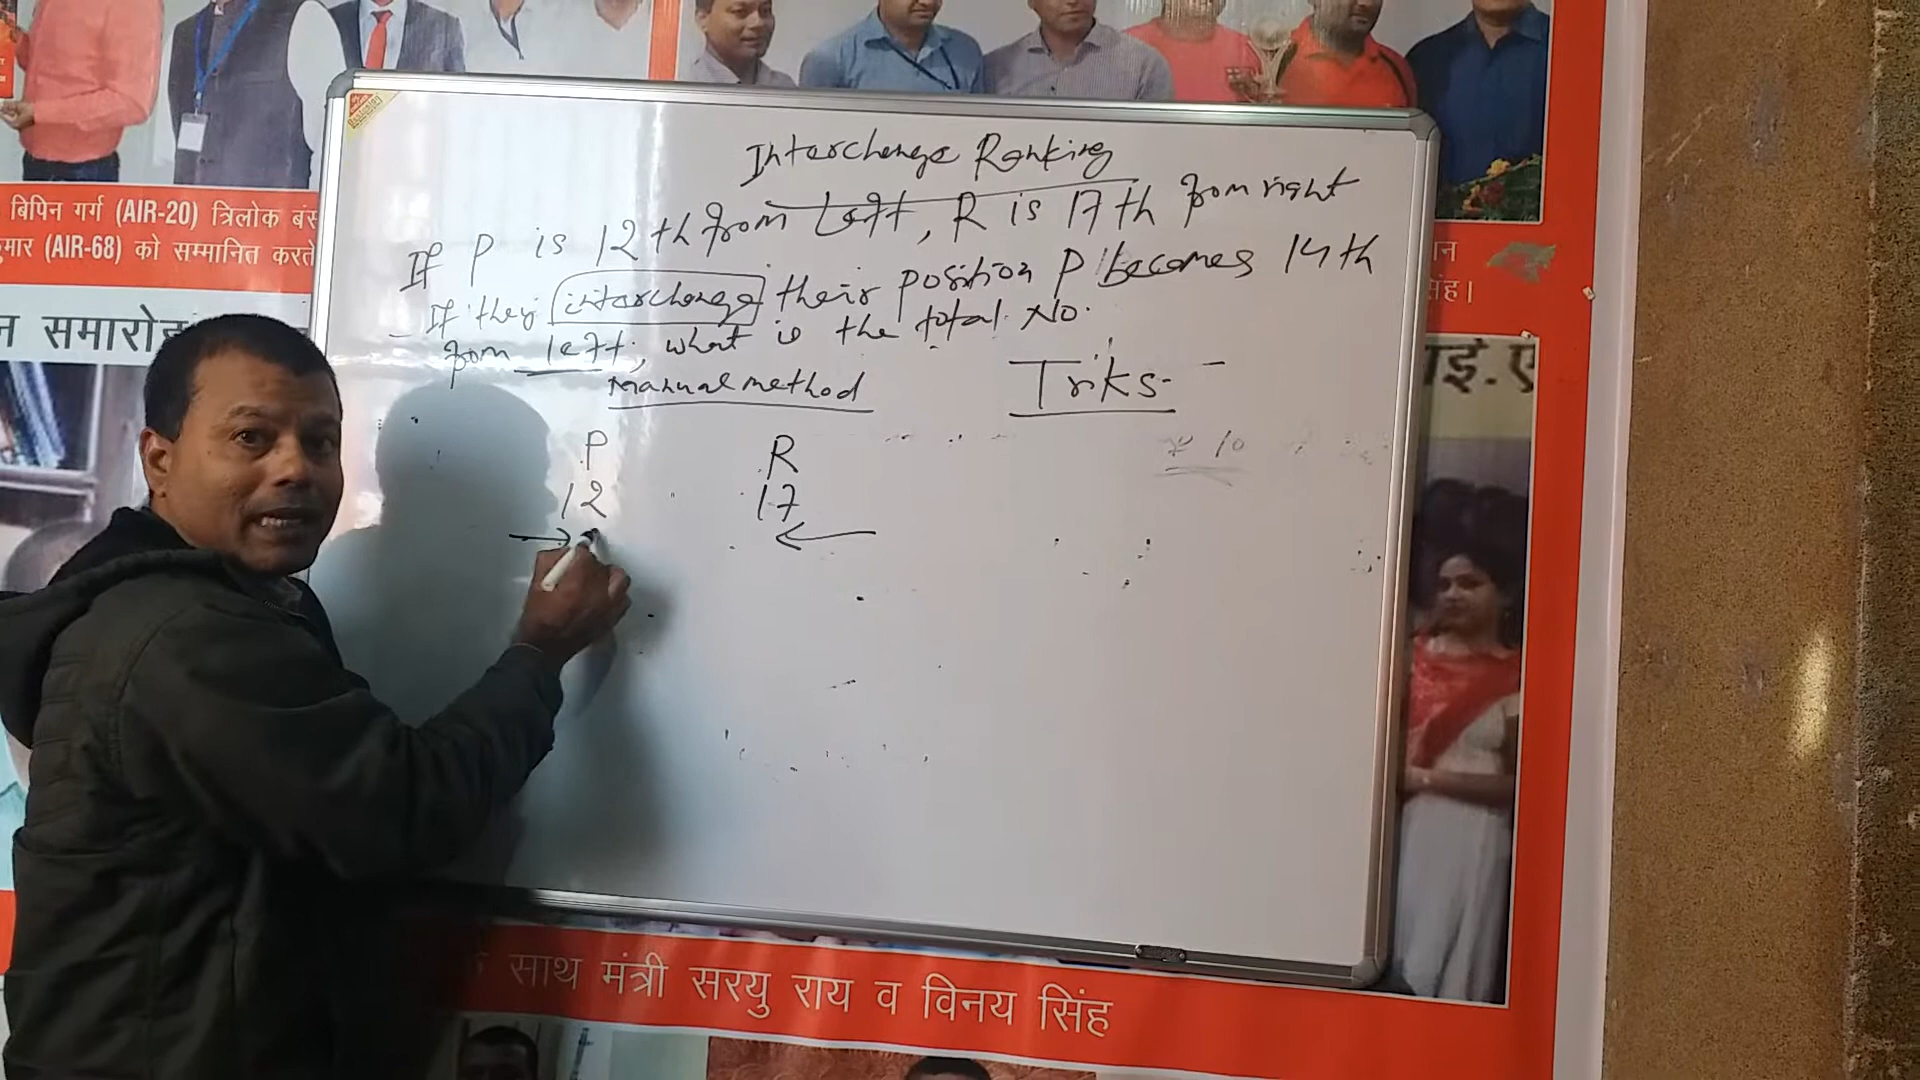 Interchange Ranking
If P is 12th from Left, R is 17th from right
If they interchange their position P becomes 14th
from left, what is the total No.
Manual method
Triks-
P R
12 17
बिपिन गर्ग (AIR-20) त्रिलोक बंस
मार (AIR-68) को सम्मानित करते
न समारोह
िंह।
आई.ए
साथ मंत्री सरयु राय व विनय सिंह